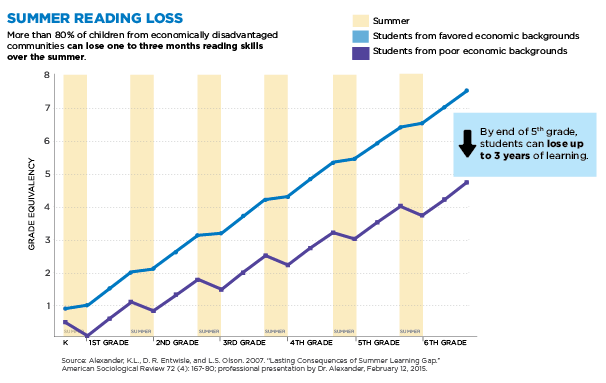 SUMMER READING LOSS
More than 80% of children from economically disadvantaged
communities can lose one to three months reading skills
over the summer.
Summer
Students from favored economic backgrounds
Students from poor economic backgrounds
8
7
6
5
4
3
2
1
GRADE EQUIVALENCY
By end of 5th grade,
students can lose up
to 3 years of learning.
SUMMER SUMMER SUMMER SUMMER SUMMER SUMMER
K 1ST GRADE 2ND GRADE 3RD GRADE 4TH GRADE 5TH GRADE 6TH GRADE
Source: Alexander, K.L., D. R. Entwisle, and L.S. Olson. 2007. “Lasting Consequences of Summer Learning Gap.”
American Sociological Review 72 (4): 167-80; professional presentation by Dr. Alexander, February 12, 2015.